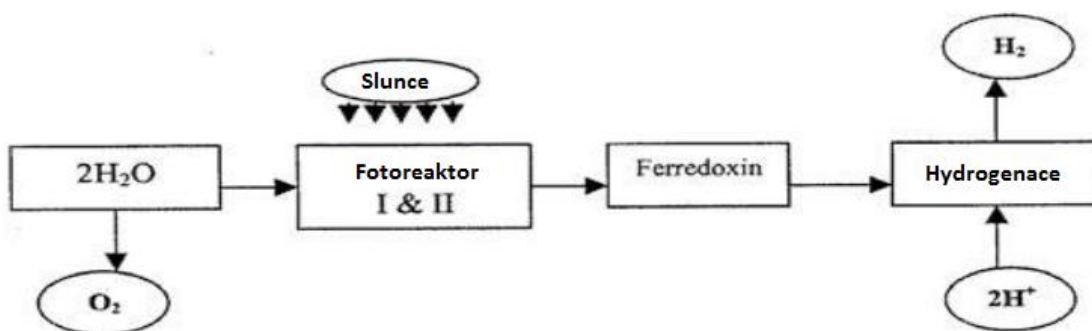 H₂
Slunce
2H₂O
Fotoreaktor
I & II
Ferredoxin
Hydrogenace
O₂
2H⁺